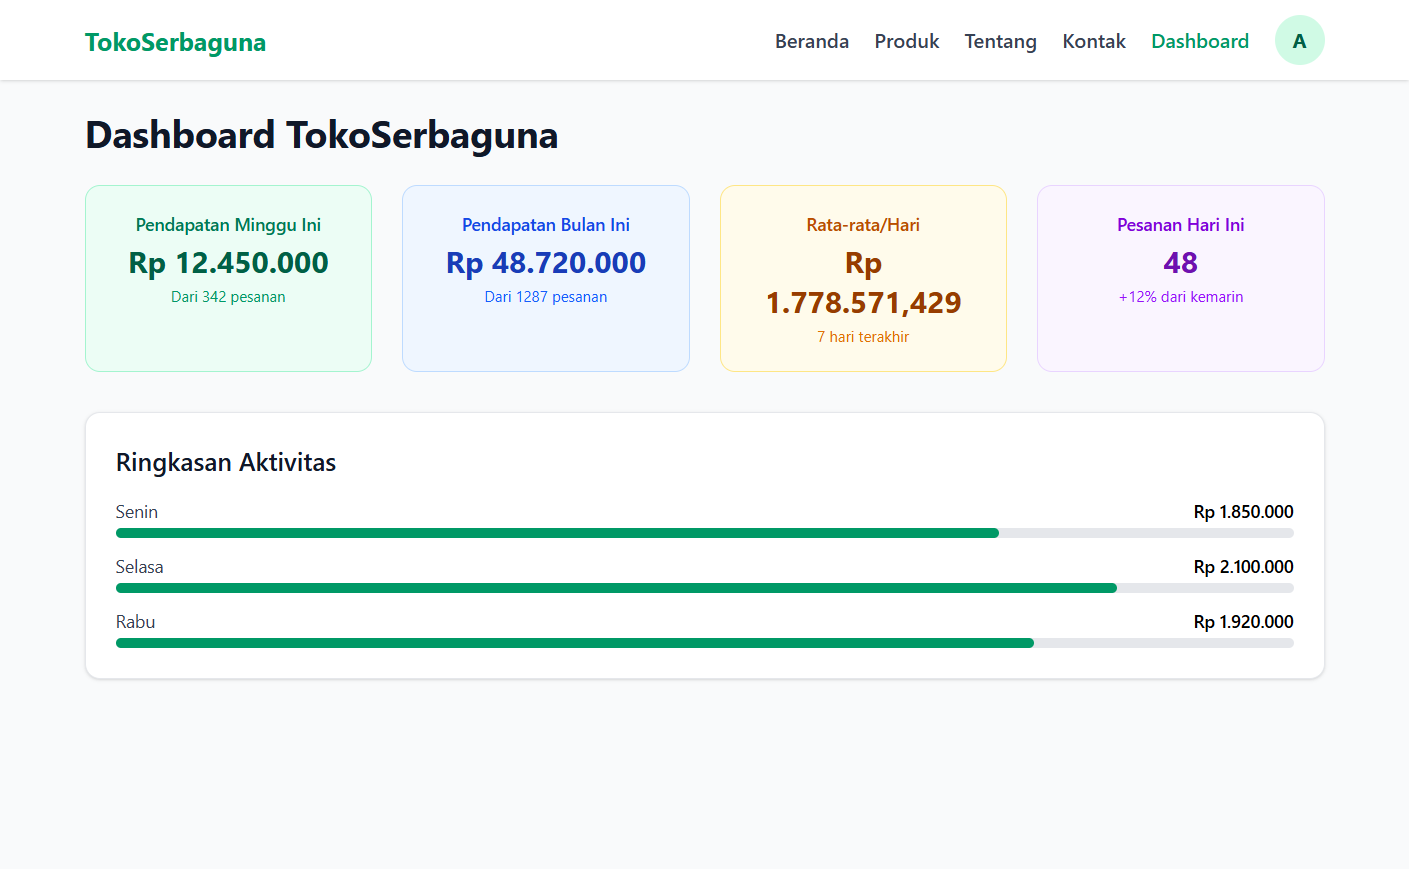 TokoSerbaguna
Beranda Produk Tentang Kontak Dashboard A
Dashboard TokoSerbaguna
Pendapatan Minggu Ini
Rp 12.450.000
Dari 342 pesanan
Pendapatan Bulan Ini
Rp 48.720.000
Dari 1287 pesanan
Rata-rata/Hari
Rp
1.778.571,429
7 hari terakhir
Pesanan Hari Ini
48
+12% dari kemarin
Ringkasan Aktivitas
Senin Rp 1.850.000
Selasa Rp 2.100.000
Rabu Rp 1.920.000